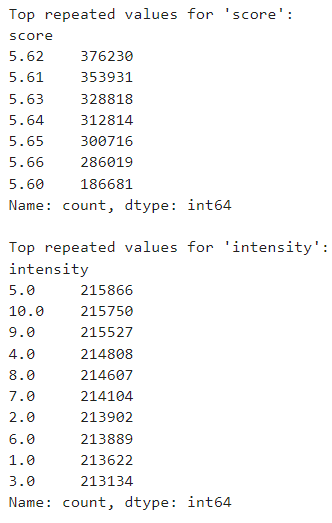 Top repeated values for 'score':
score
5.62    376230
5.61    353931
5.63    328818
5.64    312814
5.65    300716
5.66    286019
5.60    186681
Name: count, dtype: int64

Top repeated values for 'intensity':
intensity
5.0     215866
10.0    215750
9.0     215527
4.0     214808
8.0     214607
7.0     214104
2.0     213902
6.0     213889
1.0     213622
3.0     213134
Name: count, dtype: int64